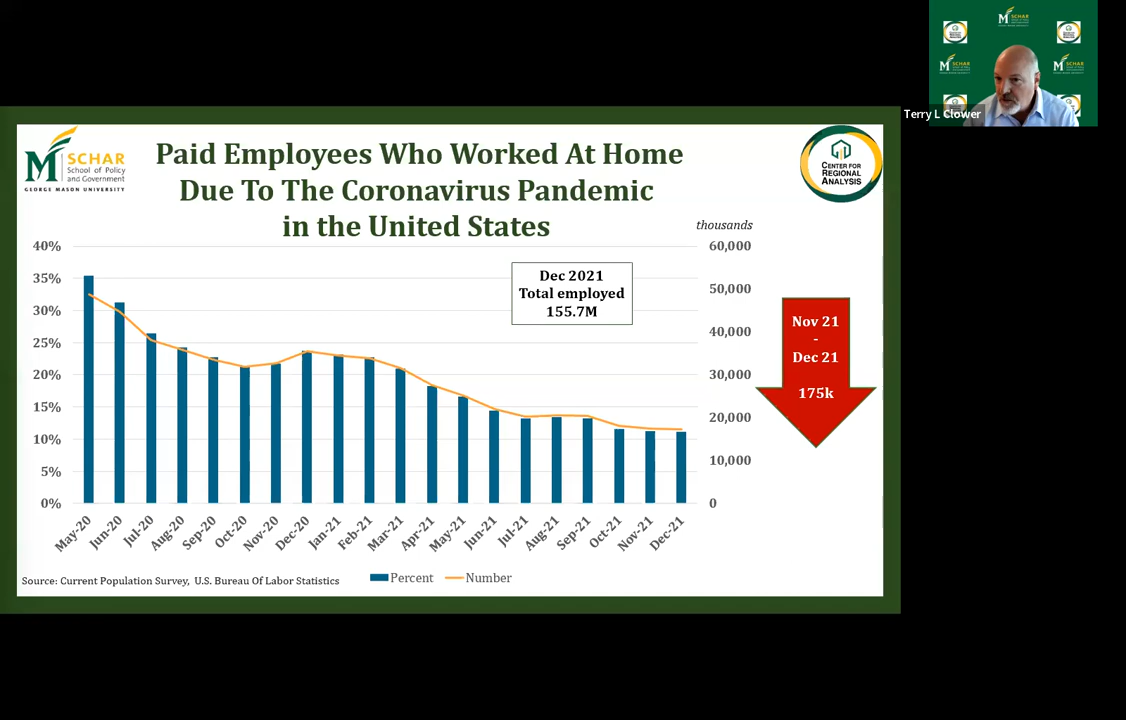 Terry L Clower
SCHAR
School of Policy
and Government
GEORGE MASON UNIVERSITY
Paid Employees Who Worked At Home
Due To The Coronavirus Pandemic
in the United States
CENTER FOR
REGIONAL
ANALYSIS
thousands
40%
35%
30%
25%
20%
15%
10%
5%
0%
60,000
50,000
40,000
30,000
20,000
10,000
0
Dec 2021
Total employed
155.7M
Nov 21
-
Dec 21
175k
May-20
Jun-20
Jul-20
Aug-20
Sep-20
Oct-20
Nov-20
Dec-20
Jan-21
Feb-21
Mar-21
Apr-21
May-21
Jun-21
Jul-21
Aug-21
Sep-21
Oct-21
Nov-21
Dec-21
Percent
Number
Source: Current Population Survey, U.S. Bureau Of Labor Statistics